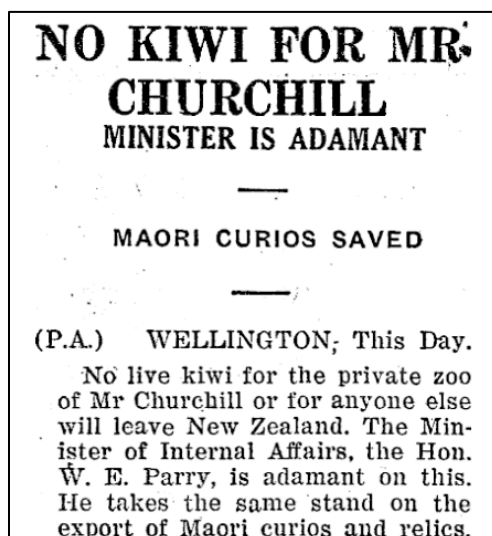 NO KIWI FOR MR.
CHURCHILL
MINISTER IS ADAMANT
MAORI CURIOS SAVED
(P.A.) WELLINGTON, This Day.
No live kiwi for the private zoo
of Mr Churchill or for anyone else
will leave New Zealand. The Min-
ister of Internal Affairs, the Hon.
W. E. Parry, is adamant on this.
He takes the same stand on the
export of Maori curios and relics.